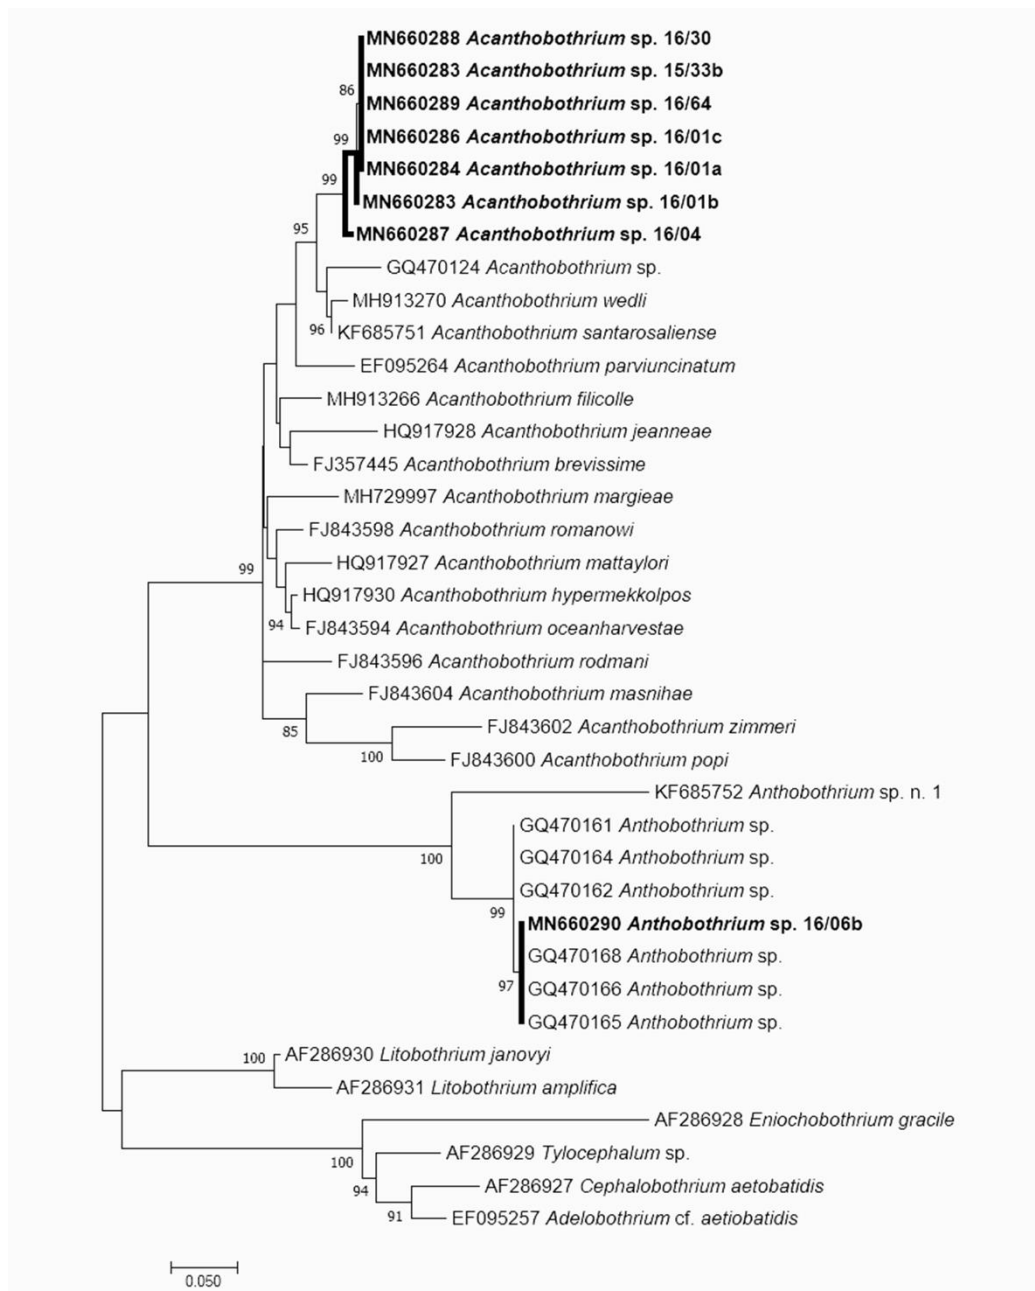 MN660288 Acanthobothrium sp. 16/30
MN660283 Acanthobothrium sp. 15/33b
86
MN660289 Acanthobothrium sp. 16/64
99
MN660286 Acanthobothrium sp. 16/01c
MN660284 Acanthobothrium sp. 16/01a
99
MN660283 Acanthobothrium sp. 16/01b
95
MN660287 Acanthobothrium sp. 16/04
GQ470124 Acanthobothrium sp.
MH913270 Acanthobothrium wedli
96
KF685751 Acanthobothrium santarosaliense
EF095264 Acanthobothrium parviuncinatum
MH913266 Acanthobothrium filicolle
HQ917928 Acanthobothrium jeanneae
FJ357445 Acanthobothrium brevissime
MH729997 Acanthobothrium margieae
FJ843598 Acanthobothrium romanowi
HQ917927 Acanthobothrium mattaylori
99
HQ917930 Acanthobothrium hypermekkolpos
94
FJ843594 Acanthobothrium oceanharvestae
FJ843596 Acanthobothrium rodmani
FJ843604 Acanthobothrium masnihae
85
FJ843602 Acanthobothrium zimmeri
100
FJ843600 Acanthobothrium popi
KF685752 Anthobothrium sp. n. 1
GQ470161 Anthobothrium sp.
100
GQ470164 Anthobothrium sp.
GQ470162 Anthobothrium sp.
99
MN660290 Anthobothrium sp. 16/06b
GQ470168 Anthobothrium sp.
97
GQ470166 Anthobothrium sp.
GQ470165 Anthobothrium sp.
100
AF286930 Litobothrium janovyi
AF286931 Litobothrium amplifica
AF286928 Eniochobothrium gracile
100
AF286929 Tylocephalum sp.
94
AF286927 Cephalobothrium aetobatidis
91
EF095257 Adelobothrium cf. aetiobatidis
0.050